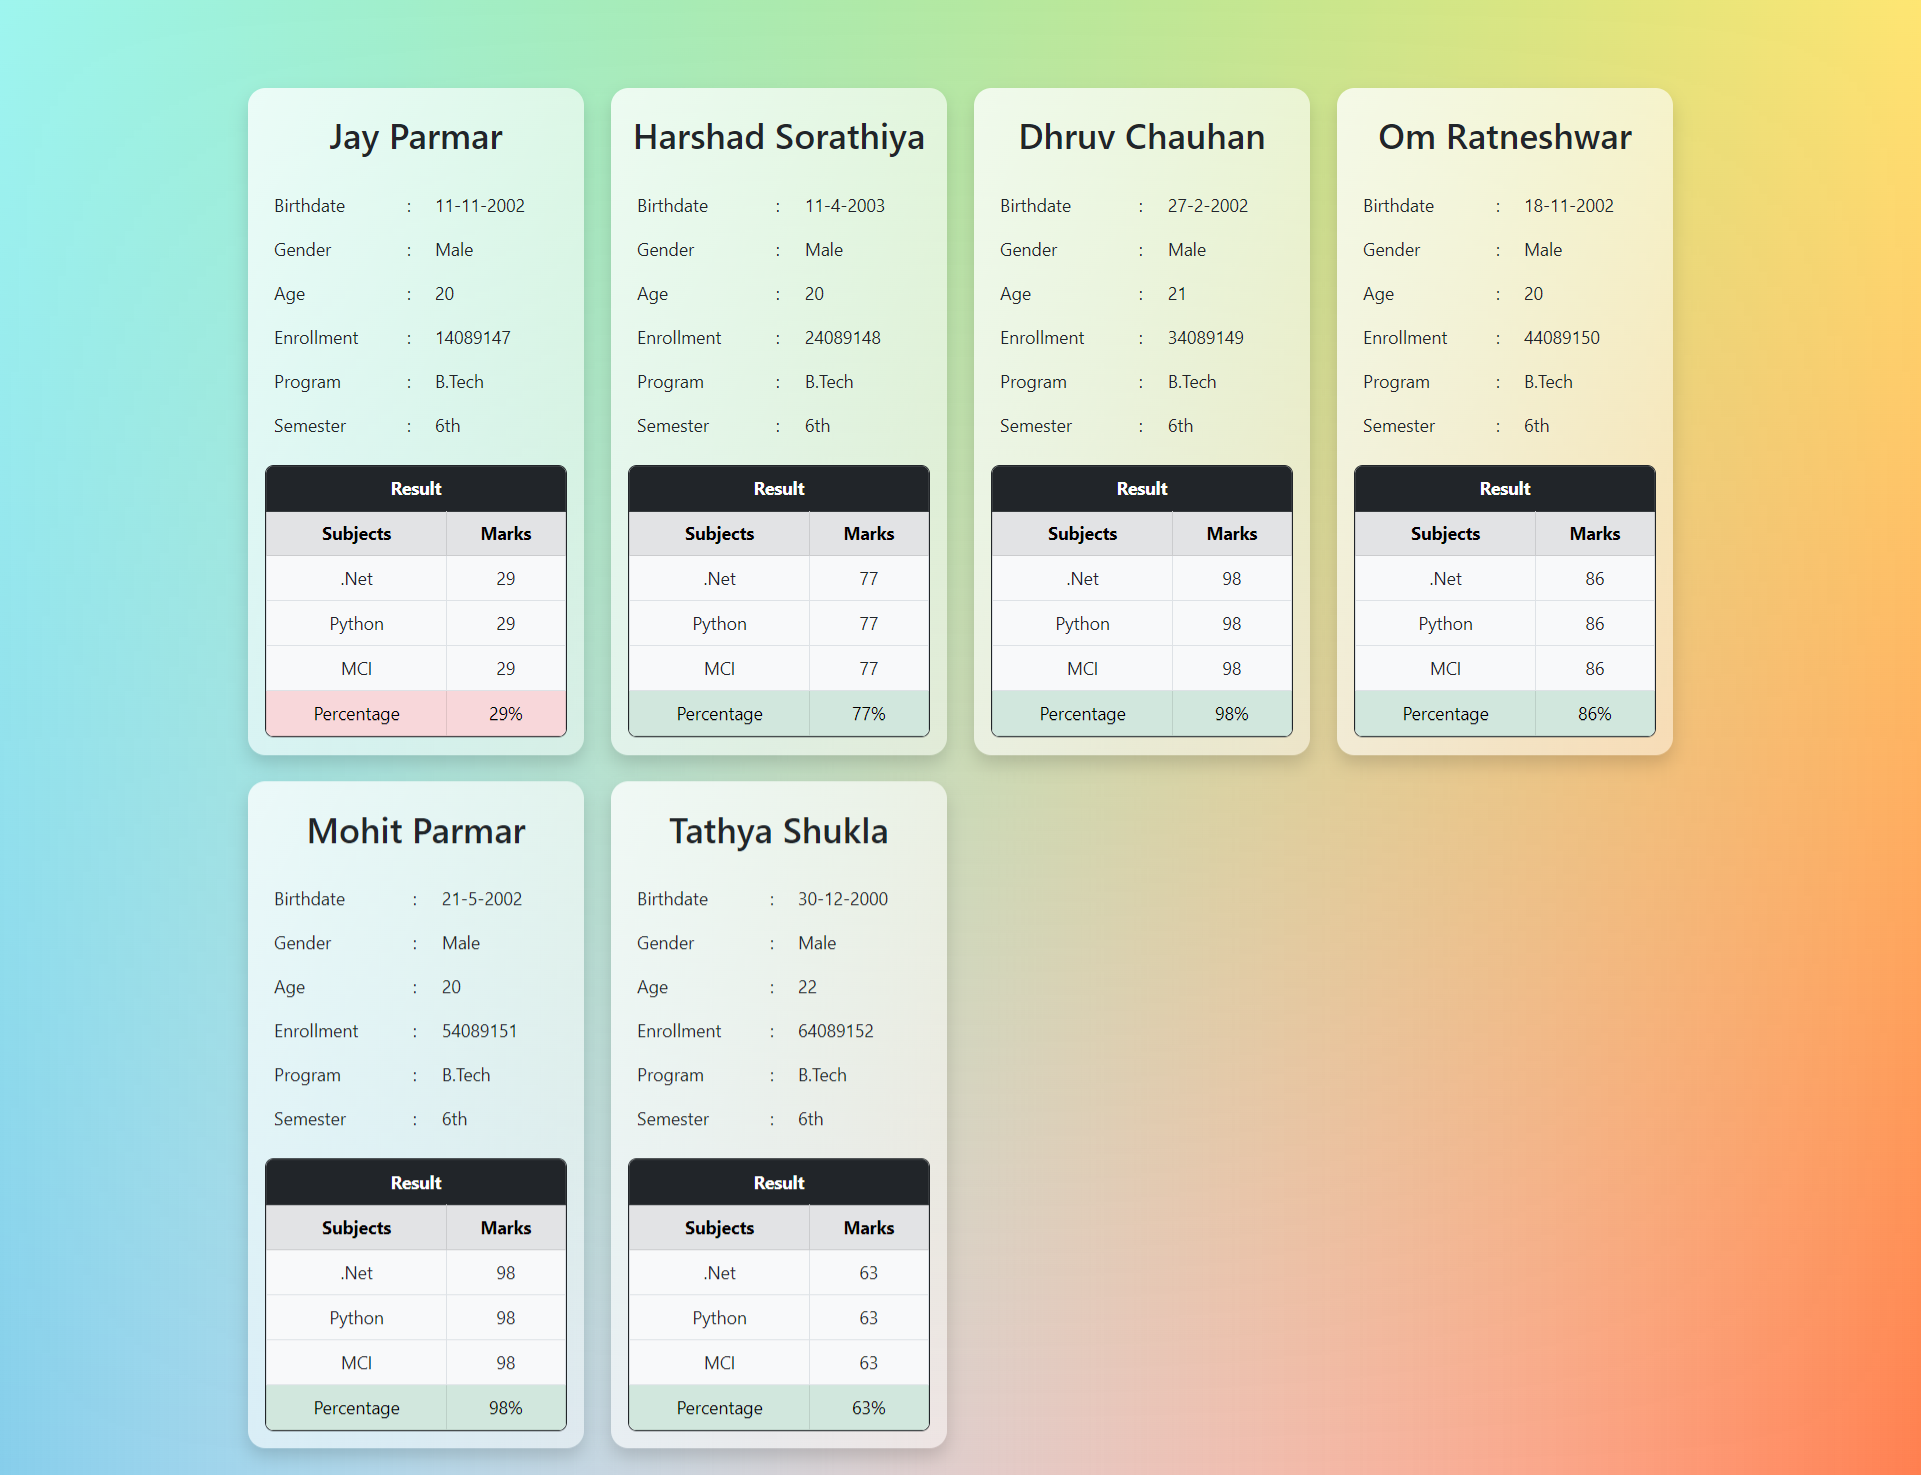 Jay Parmar
Birthdate : 11-11-2002
Gender : Male
Age : 20
Enrollment : 14089147
Program : B.Tech
Semester : 6th
Result
Subjects Marks
.Net 29
Python 29
MCI 29
Percentage 29%
Harshad Sorathiya
Birthdate : 11-4-2003
Gender : Male
Age : 20
Enrollment : 24089148
Program : B.Tech
Semester : 6th
Result
Subjects Marks
.Net 77
Python 77
MCI 77
Percentage 77%
Dhruv Chauhan
Birthdate : 27-2-2002
Gender : Male
Age : 21
Enrollment : 34089149
Program : B.Tech
Semester : 6th
Result
Subjects Marks
.Net 98
Python 98
MCI 98
Percentage 98%
Om Ratneshwar
Birthdate : 18-11-2002
Gender : Male
Age : 20
Enrollment : 44089150
Program : B.Tech
Semester : 6th
Result
Subjects Marks
.Net 86
Python 86
MCI 86
Percentage 86%
Mohit Parmar
Birthdate : 21-5-2002
Gender : Male
Age : 20
Enrollment : 54089151
Program : B.Tech
Semester : 6th
Result
Subjects Marks
.Net 98
Python 98
MCI 98
Percentage 98%
Tathya Shukla
Birthdate : 30-12-2000
Gender : Male
Age : 22
Enrollment : 64089152
Program : B.Tech
Semester : 6th
Result
Subjects Marks
.Net 63
Python 63
MCI 63
Percentage 63%